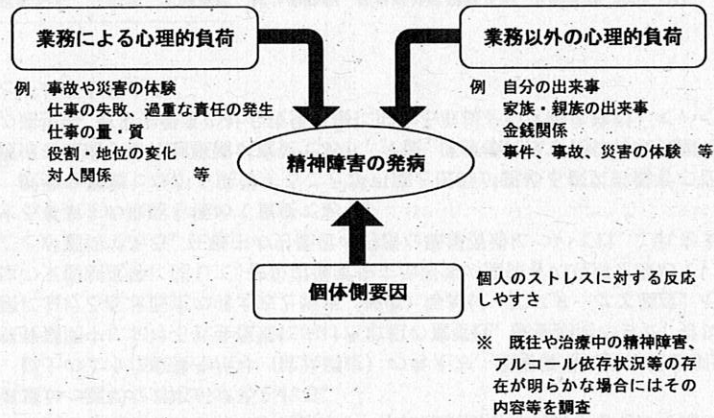 業務による心理的負荷
例　事故や災害の体験
仕事の失敗、過重な責任の発生
仕事の量・質
役割・地位の変化
対人関係　　　等
業務以外の心理的負荷
例　自分の出来事
家族・親族の出来事
金銭関係
事件、事故、災害の体験　等
精神障害の発病
個体側要因
個人のストレスに対する反応
しやすさ
※　既往や治療中の精神障害、
アルコール依存状況等の存
在が明らかな場合にはその
内容等を調査